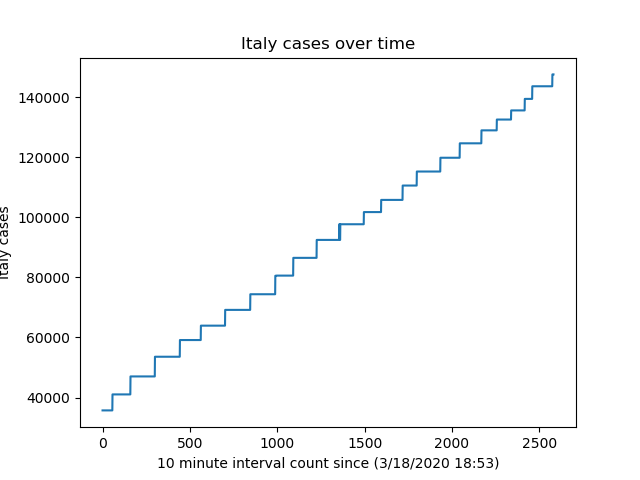 Italy cases over time
Italy cases
140000
120000
100000
80000
60000
40000
0 500 1000 1500 2000 2500
10 minute interval count since (3/18/2020 18:53)